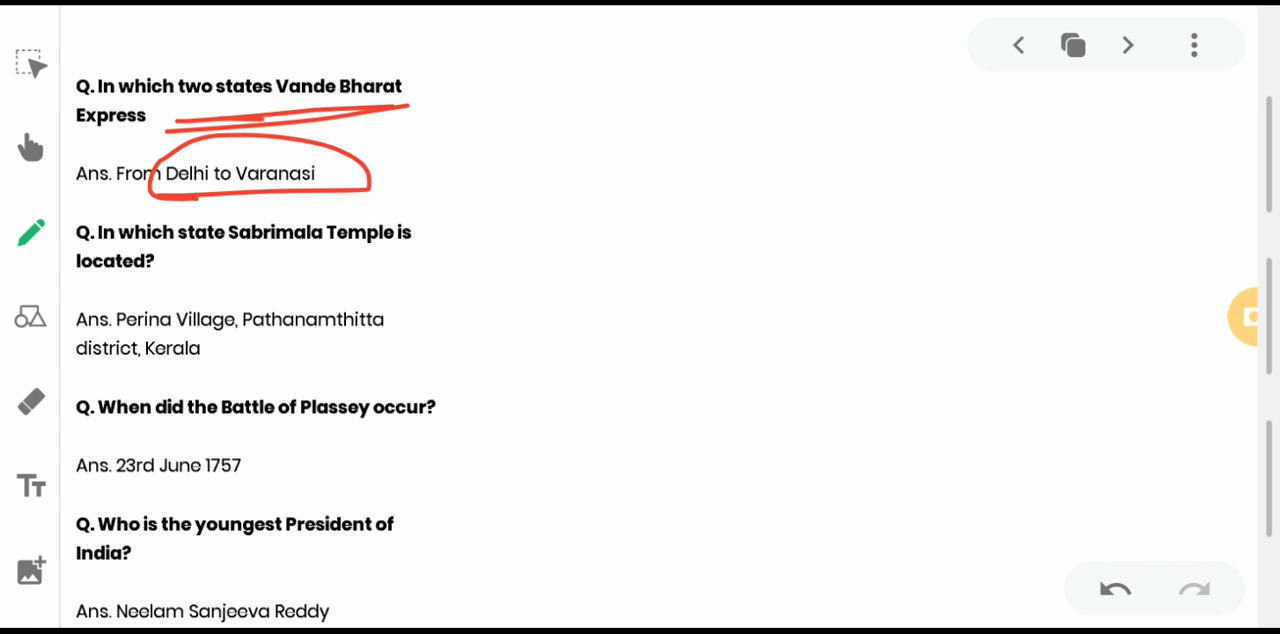 Q. In which two states Vande Bharat
Express
Ans. From Delhi to Varanasi
Q. In which state Sabrimala Temple is
located?
Ans. Perina Village, Pathanamthitta
district, Kerala
Q. When did the Battle of Plassey occur?
Ans. 23rd June 1757
Q. Who is the youngest President of
India?
Ans. Neelam Sanjeeva Reddy
TT